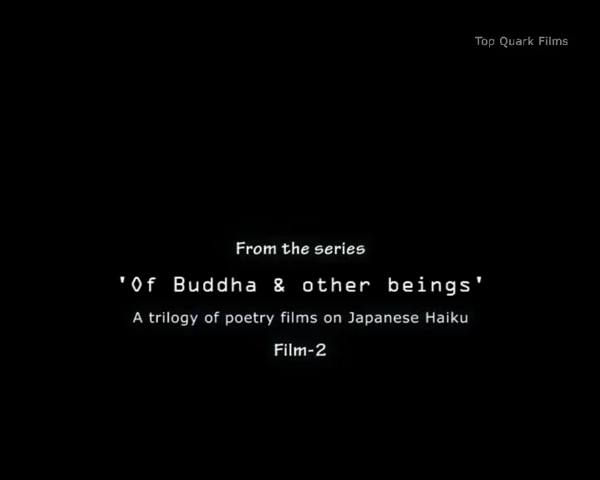 Top Quark Films
From the series
'Of Buddha & other beings'
A trilogy of poetry films on Japanese Haiku
Film-2